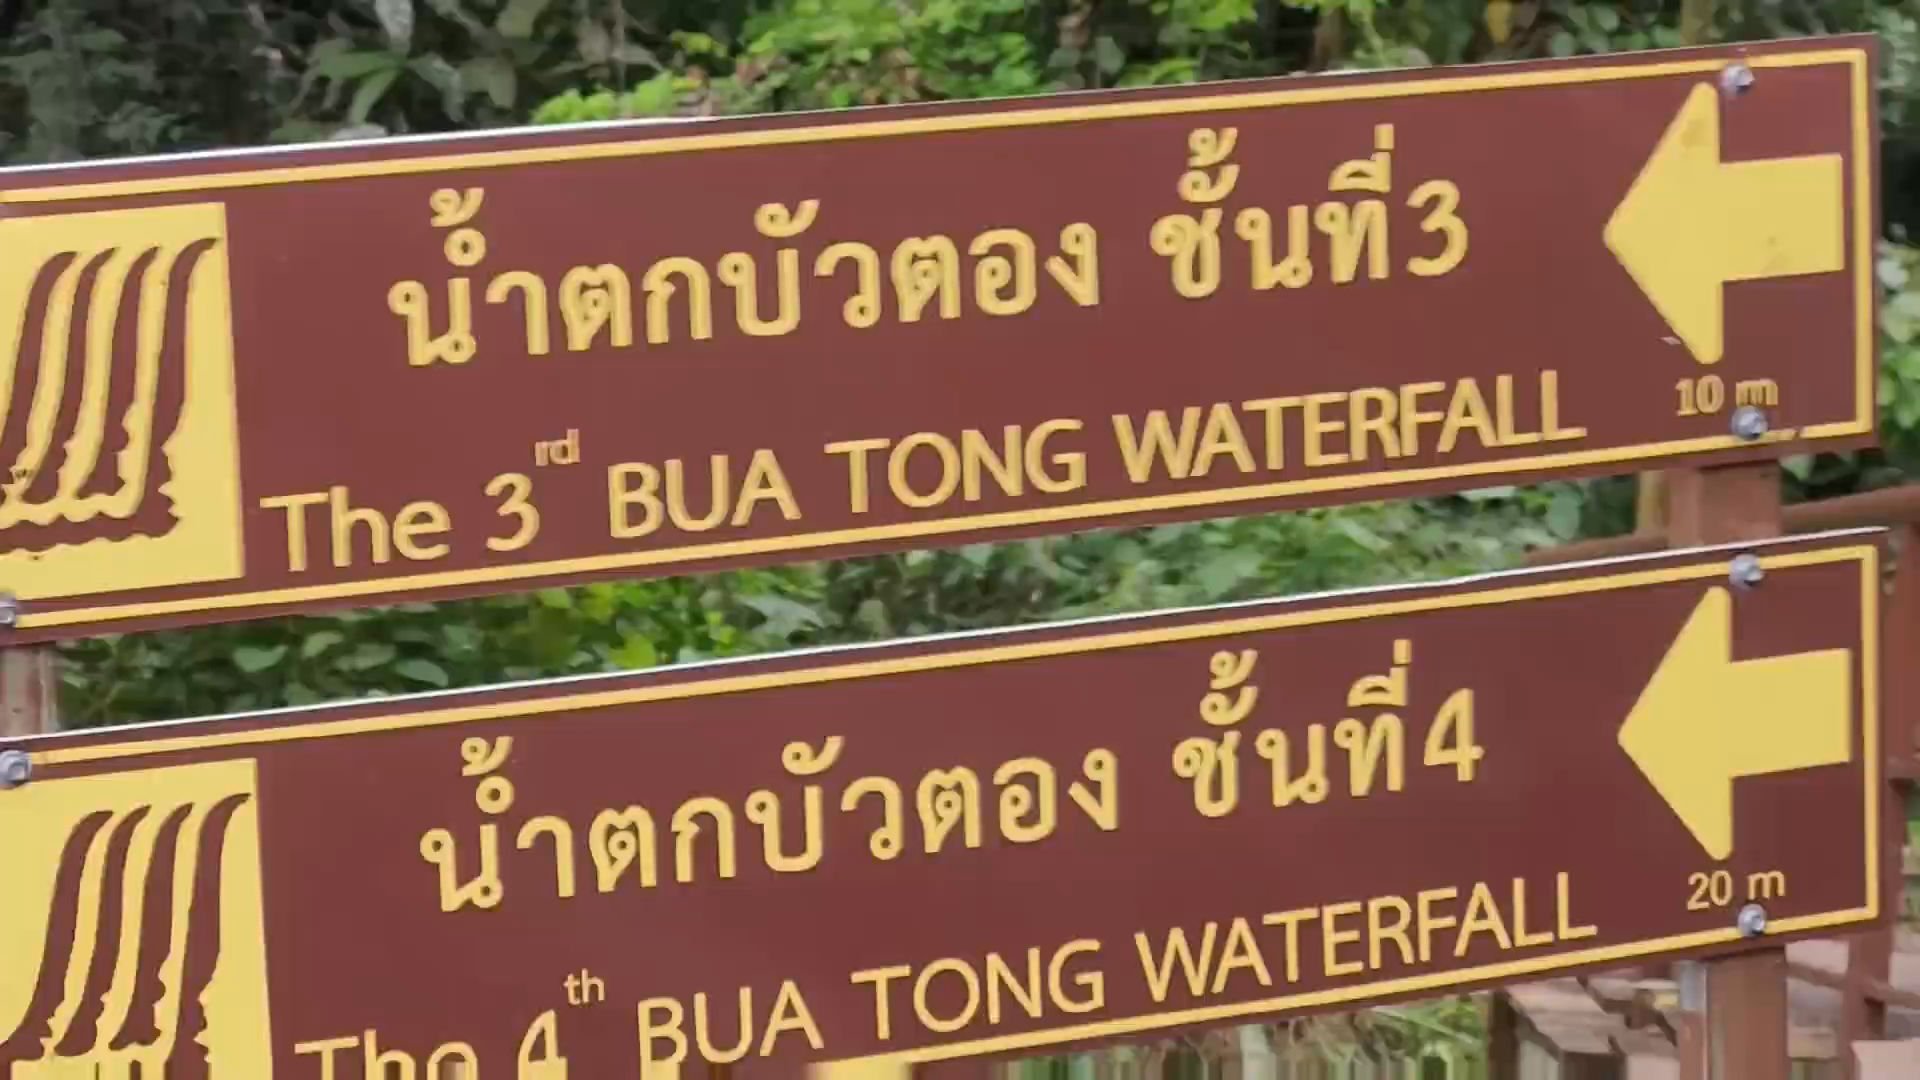 น้ำตกบัวตอง ชั้นที่ 3
The 3rd BUA TONG WATERFALL
10 m
น้ำตกบัวตอง ชั้นที่ 4
The 4th BUA TONG WATERFALL
20 m